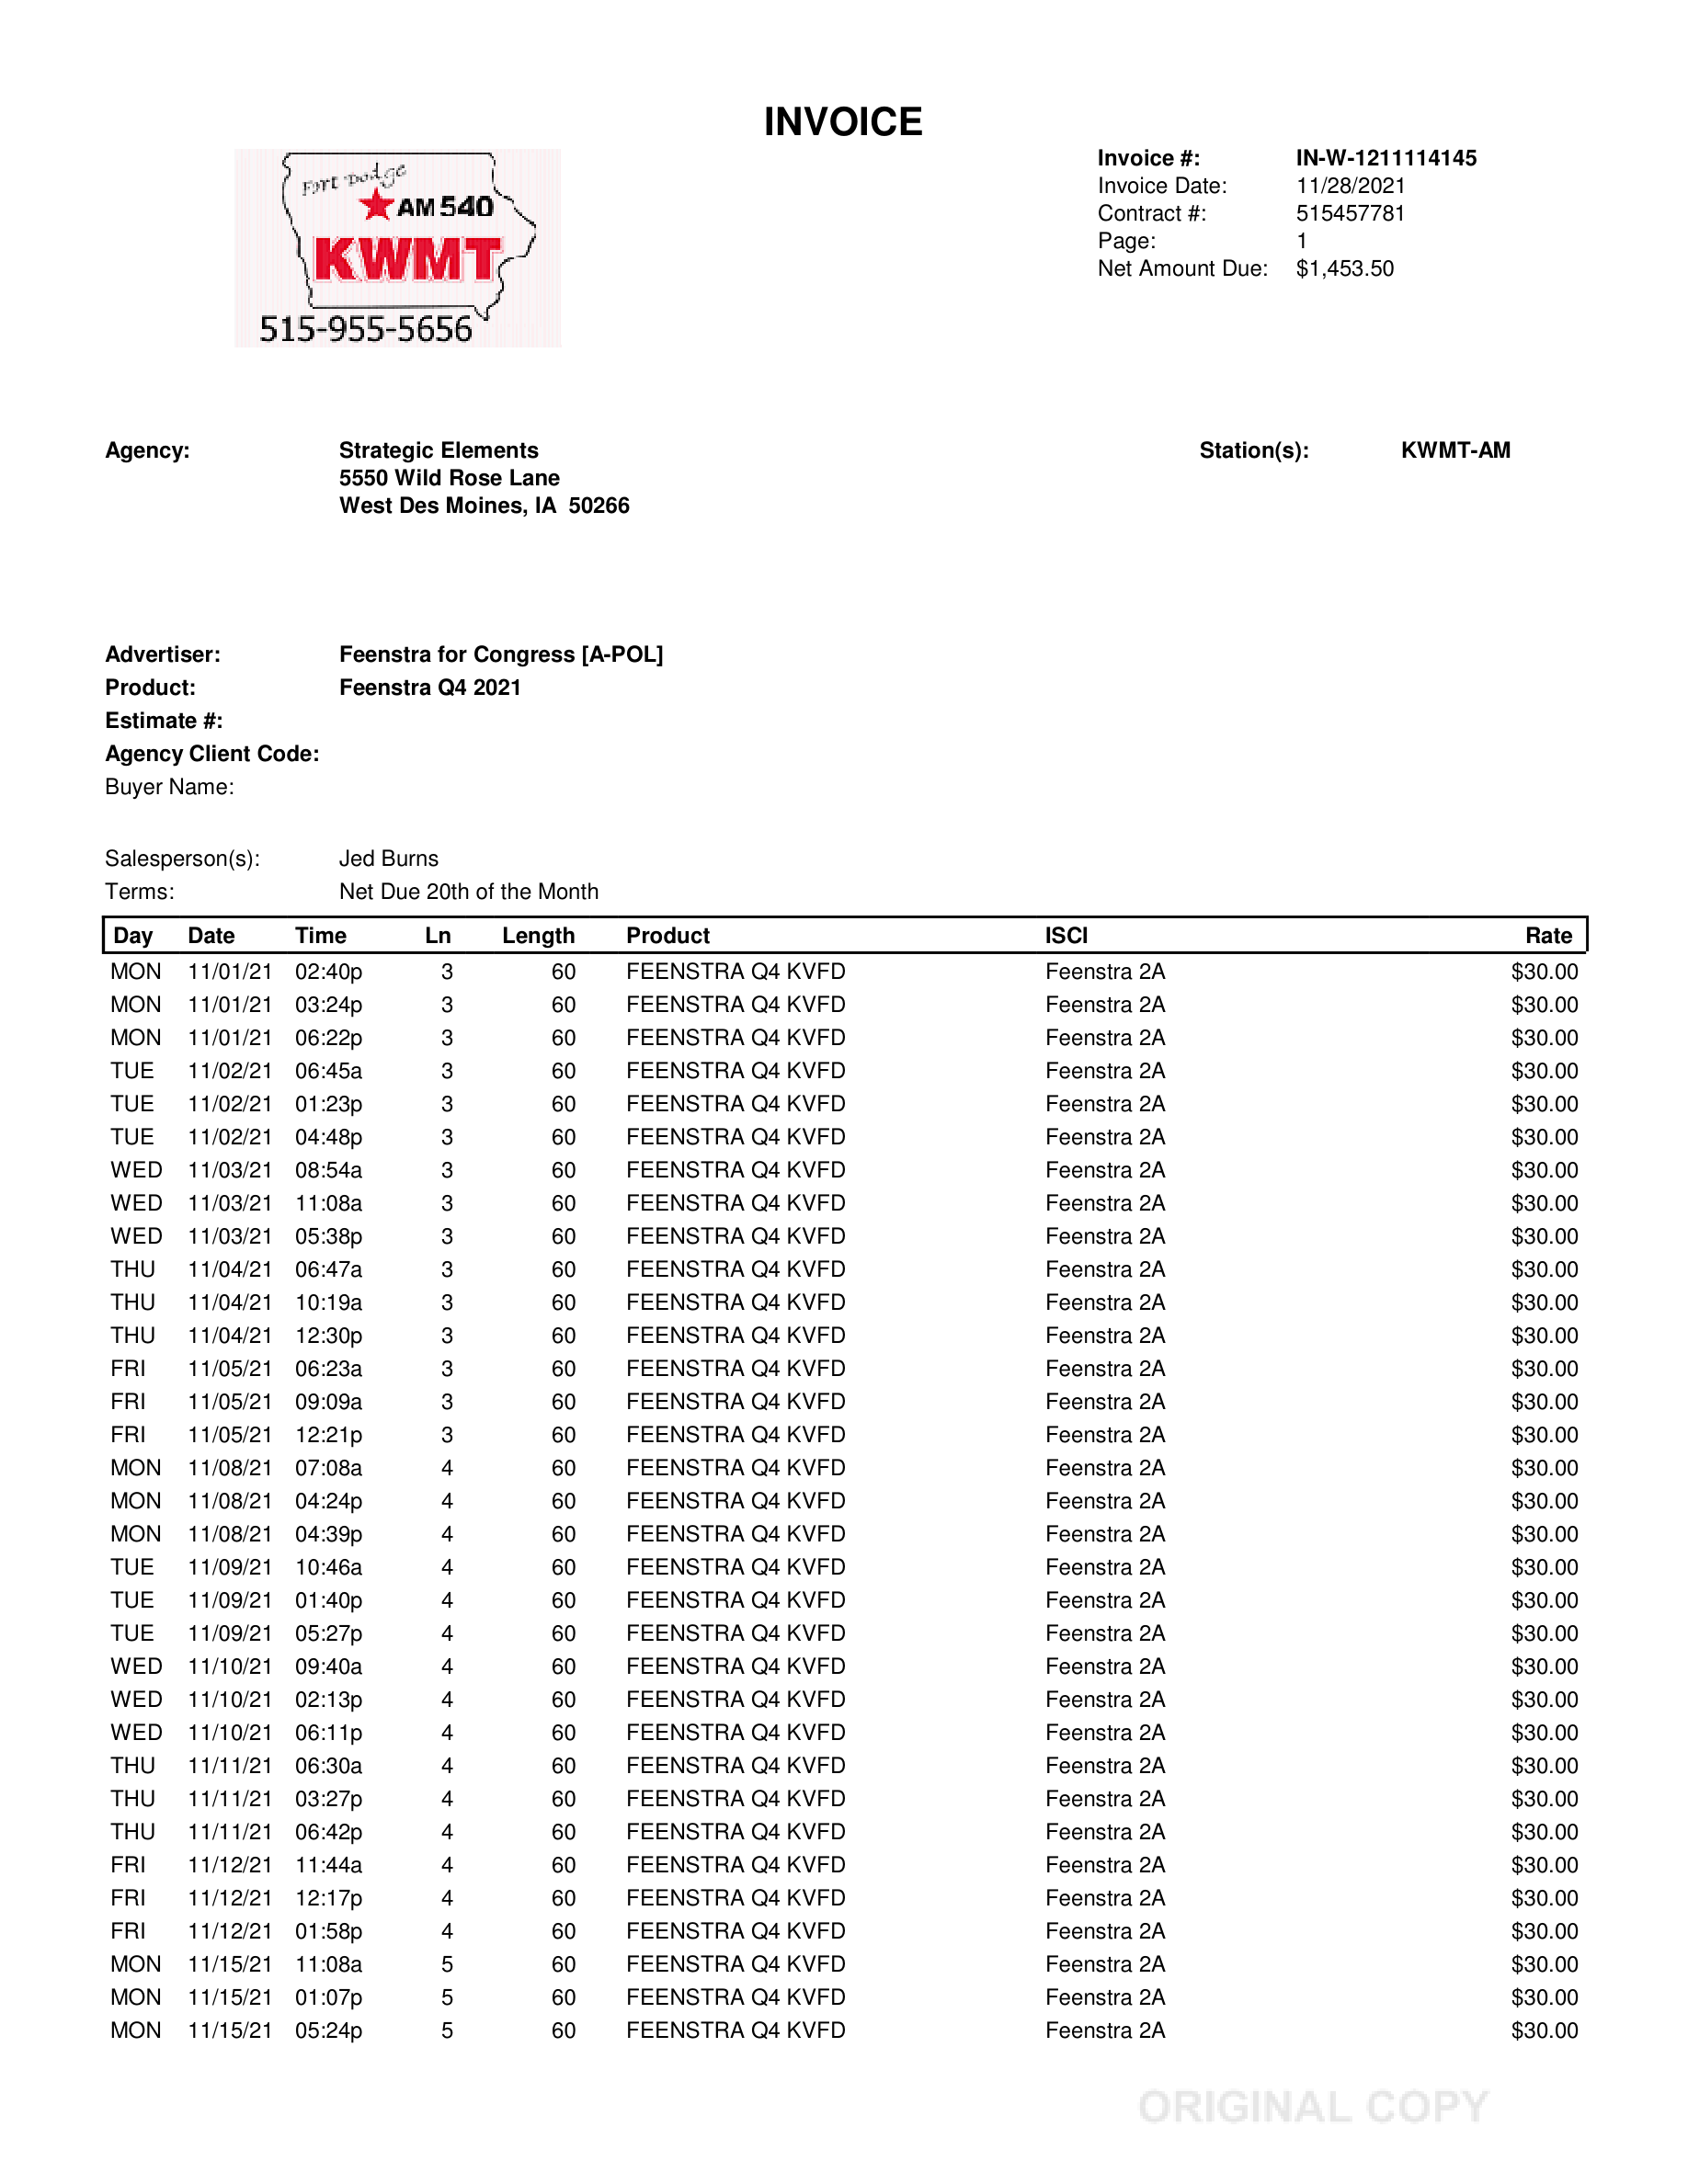 INVOICE
Fort Dodge
AM 540
KWMT
515-955-5656
Invoice #: IN-W-1211114145
Invoice Date: 11/28/2021
Contract #: 515457781
Page: 1
Net Amount Due: $1,453.50
Agency: Strategic Elements
5550 Wild Rose Lane
West Des Moines, IA 50266
Station(s): KWMT-AM
Advertiser: Feenstra for Congress [A-POL]
Product: Feenstra Q4 2021
Estimate #:
Agency Client Code:
Buyer Name:
Salesperson(s): Jed Burns
Terms: Net Due 20th of the Month
Day Date Time Ln Length Product ISCI Rate
MON 11/01/21 02:40p 3 60 FEENSTRA Q4 KVFD Feenstra 2A $30.00
MON 11/01/21 03:24p 3 60 FEENSTRA Q4 KVFD Feenstra 2A $30.00
MON 11/01/21 06:22p 3 60 FEENSTRA Q4 KVFD Feenstra 2A $30.00
TUE 11/02/21 06:45a 3 60 FEENSTRA Q4 KVFD Feenstra 2A $30.00
TUE 11/02/21 01:23p 3 60 FEENSTRA Q4 KVFD Feenstra 2A $30.00
TUE 11/02/21 04:48p 3 60 FEENSTRA Q4 KVFD Feenstra 2A $30.00
WED 11/03/21 08:54a 3 60 FEENSTRA Q4 KVFD Feenstra 2A $30.00
WED 11/03/21 11:08a 3 60 FEENSTRA Q4 KVFD Feenstra 2A $30.00
WED 11/03/21 05:38p 3 60 FEENSTRA Q4 KVFD Feenstra 2A $30.00
THU 11/04/21 06:47a 3 60 FEENSTRA Q4 KVFD Feenstra 2A $30.00
THU 11/04/21 10:19a 3 60 FEENSTRA Q4 KVFD Feenstra 2A $30.00
THU 11/04/21 12:30p 3 60 FEENSTRA Q4 KVFD Feenstra 2A $30.00
FRI 11/05/21 06:23a 3 60 FEENSTRA Q4 KVFD Feenstra 2A $30.00
FRI 11/05/21 09:09a 3 60 FEENSTRA Q4 KVFD Feenstra 2A $30.00
FRI 11/05/21 12:21p 3 60 FEENSTRA Q4 KVFD Feenstra 2A $30.00
MON 11/08/21 07:08a 4 60 FEENSTRA Q4 KVFD Feenstra 2A $30.00
MON 11/08/21 04:24p 4 60 FEENSTRA Q4 KVFD Feenstra 2A $30.00
MON 11/08/21 04:39p 4 60 FEENSTRA Q4 KVFD Feenstra 2A $30.00
TUE 11/09/21 10:46a 4 60 FEENSTRA Q4 KVFD Feenstra 2A $30.00
TUE 11/09/21 01:40p 4 60 FEENSTRA Q4 KVFD Feenstra 2A $30.00
TUE 11/09/21 05:27p 4 60 FEENSTRA Q4 KVFD Feenstra 2A $30.00
WED 11/10/21 09:40a 4 60 FEENSTRA Q4 KVFD Feenstra 2A $30.00
WED 11/10/21 02:13p 4 60 FEENSTRA Q4 KVFD Feenstra 2A $30.00
WED 11/10/21 06:11p 4 60 FEENSTRA Q4 KVFD Feenstra 2A $30.00
THU 11/11/21 06:30a 4 60 FEENSTRA Q4 KVFD Feenstra 2A $30.00
THU 11/11/21 03:27p 4 60 FEENSTRA Q4 KVFD Feenstra 2A $30.00
THU 11/11/21 06:42p 4 60 FEENSTRA Q4 KVFD Feenstra 2A $30.00
FRI 11/12/21 11:44a 4 60 FEENSTRA Q4 KVFD Feenstra 2A $30.00
FRI 11/12/21 12:17p 4 60 FEENSTRA Q4 KVFD Feenstra 2A $30.00
FRI 11/12/21 01:58p 4 60 FEENSTRA Q4 KVFD Feenstra 2A $30.00
MON 11/15/21 11:08a 5 60 FEENSTRA Q4 KVFD Feenstra 2A $30.00
MON 11/15/21 01:07p 5 60 FEENSTRA Q4 KVFD Feenstra 2A $30.00
MON 11/15/21 05:24p 5 60 FEENSTRA Q4 KVFD Feenstra 2A $30.00
ORIGINAL COPY